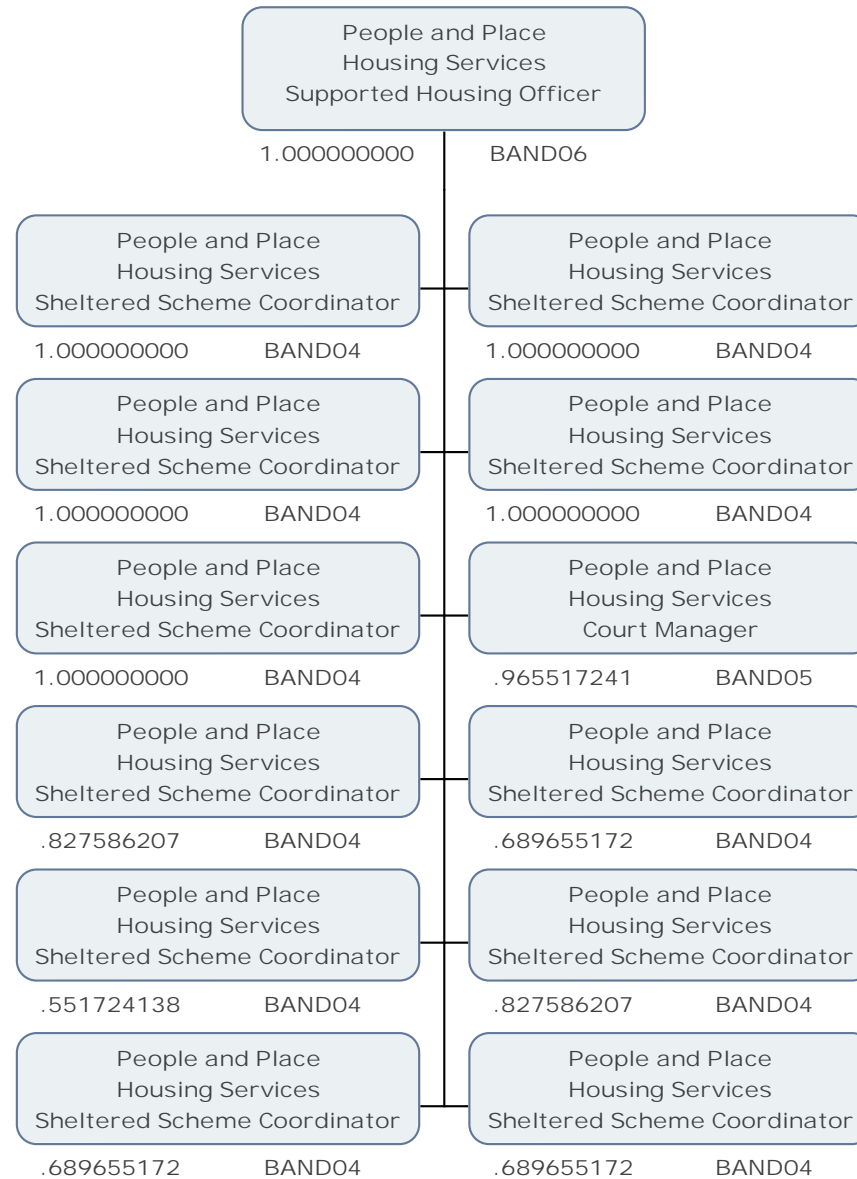 People and Place
Housing Services
Supported Housing Officer
1.000000000 BAND06
People and Place
Housing Services
Sheltered Scheme Coordinator
1.000000000 BAND04
People and Place
Housing Services
Sheltered Scheme Coordinator
1.000000000 BAND04
People and Place
Housing Services
Sheltered Scheme Coordinator
1.000000000 BAND04
People and Place
Housing Services
Sheltered Scheme Coordinator
1.000000000 BAND04
People and Place
Housing Services
Sheltered Scheme Coordinator
1.000000000 BAND04
People and Place
Housing Services
Court Manager
.965517241 BAND05
People and Place
Housing Services
Sheltered Scheme Coordinator
.827586207 BAND04
People and Place
Housing Services
Sheltered Scheme Coordinator
.689655172 BAND04
People and Place
Housing Services
Sheltered Scheme Coordinator
.551724138 BAND04
People and Place
Housing Services
Sheltered Scheme Coordinator
.827586207 BAND04
People and Place
Housing Services
Sheltered Scheme Coordinator
.689655172 BAND04
People and Place
Housing Services
Sheltered Scheme Coordinator
.689655172 BAND04